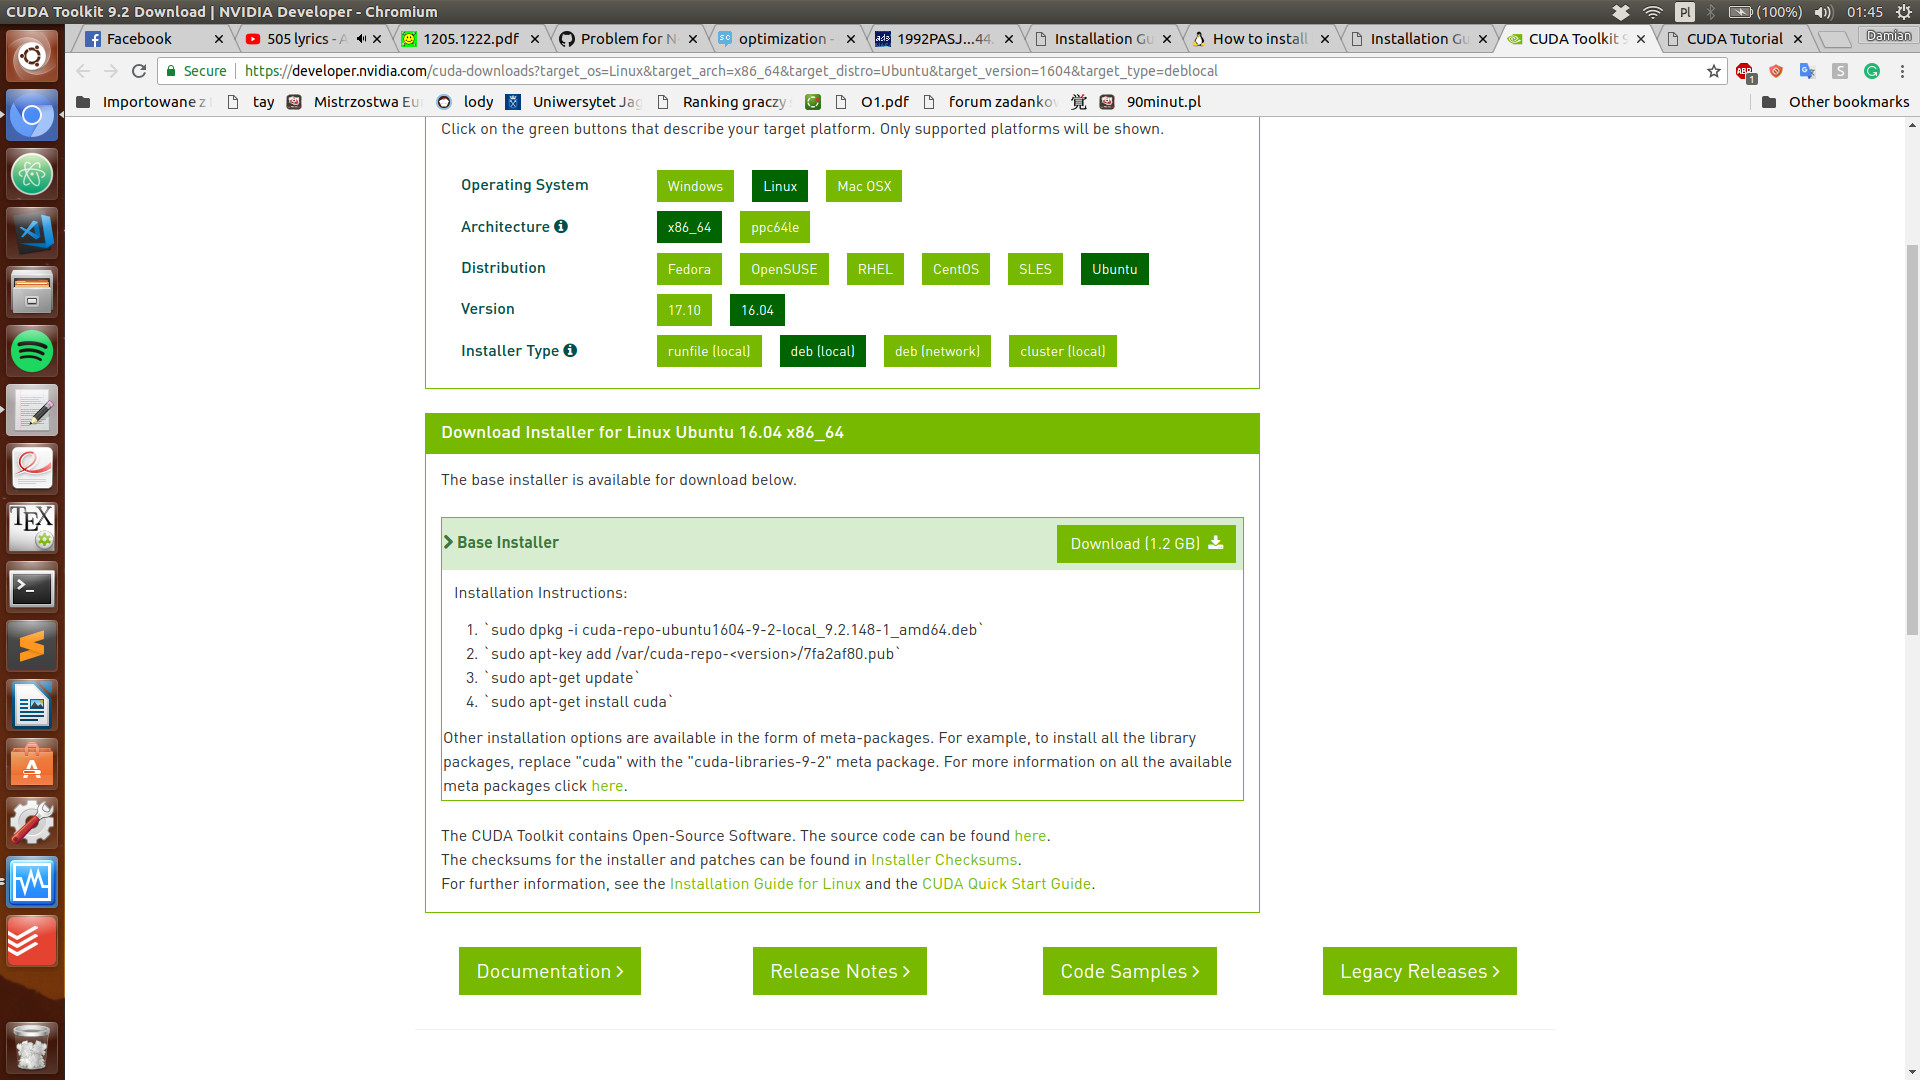 CUDA Toolkit 9.2 Download | NVIDIA Developer - Chromium
Pl
(100%)
01:45
Facebook
505 lyrics - A
1205.1222.pdf
Problem for N
optimization -
1992PASJ...44.
Installation Gu
How to install
Installation Gu
CUDA Toolkit 9
CUDA Tutorial
Damian
Secure
https://developer.nvidia.com/cuda-downloads?target_os=Linux&target_arch=x86_64&target_distro=Ubuntu&target_version=1604&target_type=deblocal
Importowane z
tay
Mistrzostwa Eu
lody
Uniwersytet Jag
Ranking graczy
O1.pdf
forum zadanko
90minut.pl
Other bookmarks
Click on the green buttons that describe your target platform. Only supported platforms will be shown.
Operating System
Windows
Linux
Mac OSX
Architecture
x86_64
ppc64le
Distribution
Fedora
OpenSUSE
RHEL
CentOS
SLES
Ubuntu
Version
17.10
16.04
Installer Type
runfile (local)
deb (local)
deb (network)
cluster (local)
Download Installer for Linux Ubuntu 16.04 x86_64
The base installer is available for download below.
Base Installer
Download (1.2 GB)
Installation Instructions:
1. `sudo dpkg -i cuda-repo-ubuntu1604-9-2-local_9.2.148-1_amd64.deb`
2. `sudo apt-key add /var/cuda-repo-<version>/7fa2af80.pub`
3. `sudo apt-get update`
4. `sudo apt-get install cuda`
Other installation options are available in the form of meta-packages. For example, to install all the library
packages, replace "cuda" with the "cuda-libraries-9-2" meta package. For more information on all the available
meta packages click here.
The CUDA Toolkit contains Open-Source Software. The source code can be found here.
The checksums for the installer and patches can be found in Installer Checksums.
For further information, see the Installation Guide for Linux and the CUDA Quick Start Guide.
Documentation >
Release Notes >
Code Samples >
Legacy Releases >